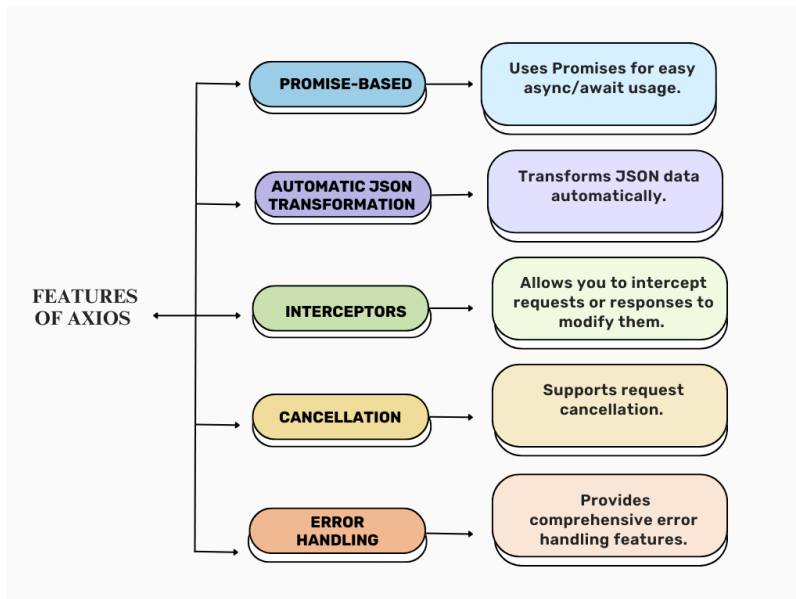 FEATURES
OF AXIOS
PROMISE-BASED
Uses Promises for easy
async/await usage.
AUTOMATIC JSON
TRANSFORMATION
Transforms JSON data
automatically.
INTERCEPTORS
Allows you to intercept
requests or responses to
modify them.
CANCELLATION
Supports request
cancellation.
ERROR
HANDLING
Provides
comprehensive error
handling features.